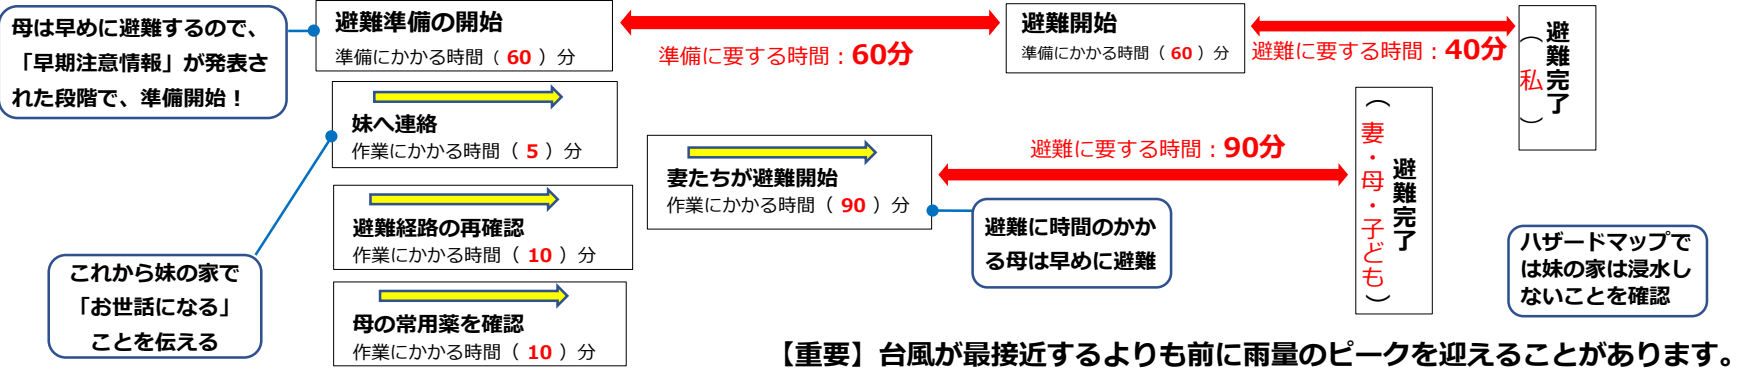 母は早めに避難するので、
「早期注意情報」が発表さ
れた段階で、準備開始！
避難準備の開始
準備にかかる時間（ 60 ）分
準備に要する時間：60分
避難開始
準備にかかる時間（ 60 ）分
避難に要する時間：40分
避難完了
（私）
妹へ連絡
作業にかかる時間（ 5 ）分
妻たちが避難開始
作業にかかる時間（ 90 ）分
避難に要する時間：90分
避難完了
（妻・母・子ども）
避難経路の再確認
作業にかかる時間（ 10 ）分
避難に時間のかか
る母は早めに避難
ハザードマップで
は妹の家は浸水し
ないことを確認
これから妹の家で
「お世話になる」
ことを伝える
母の常用薬を確認
作業にかかる時間（ 10 ）分
【重要】台風が最接近するよりも前に雨量のピークを迎えることがあります。